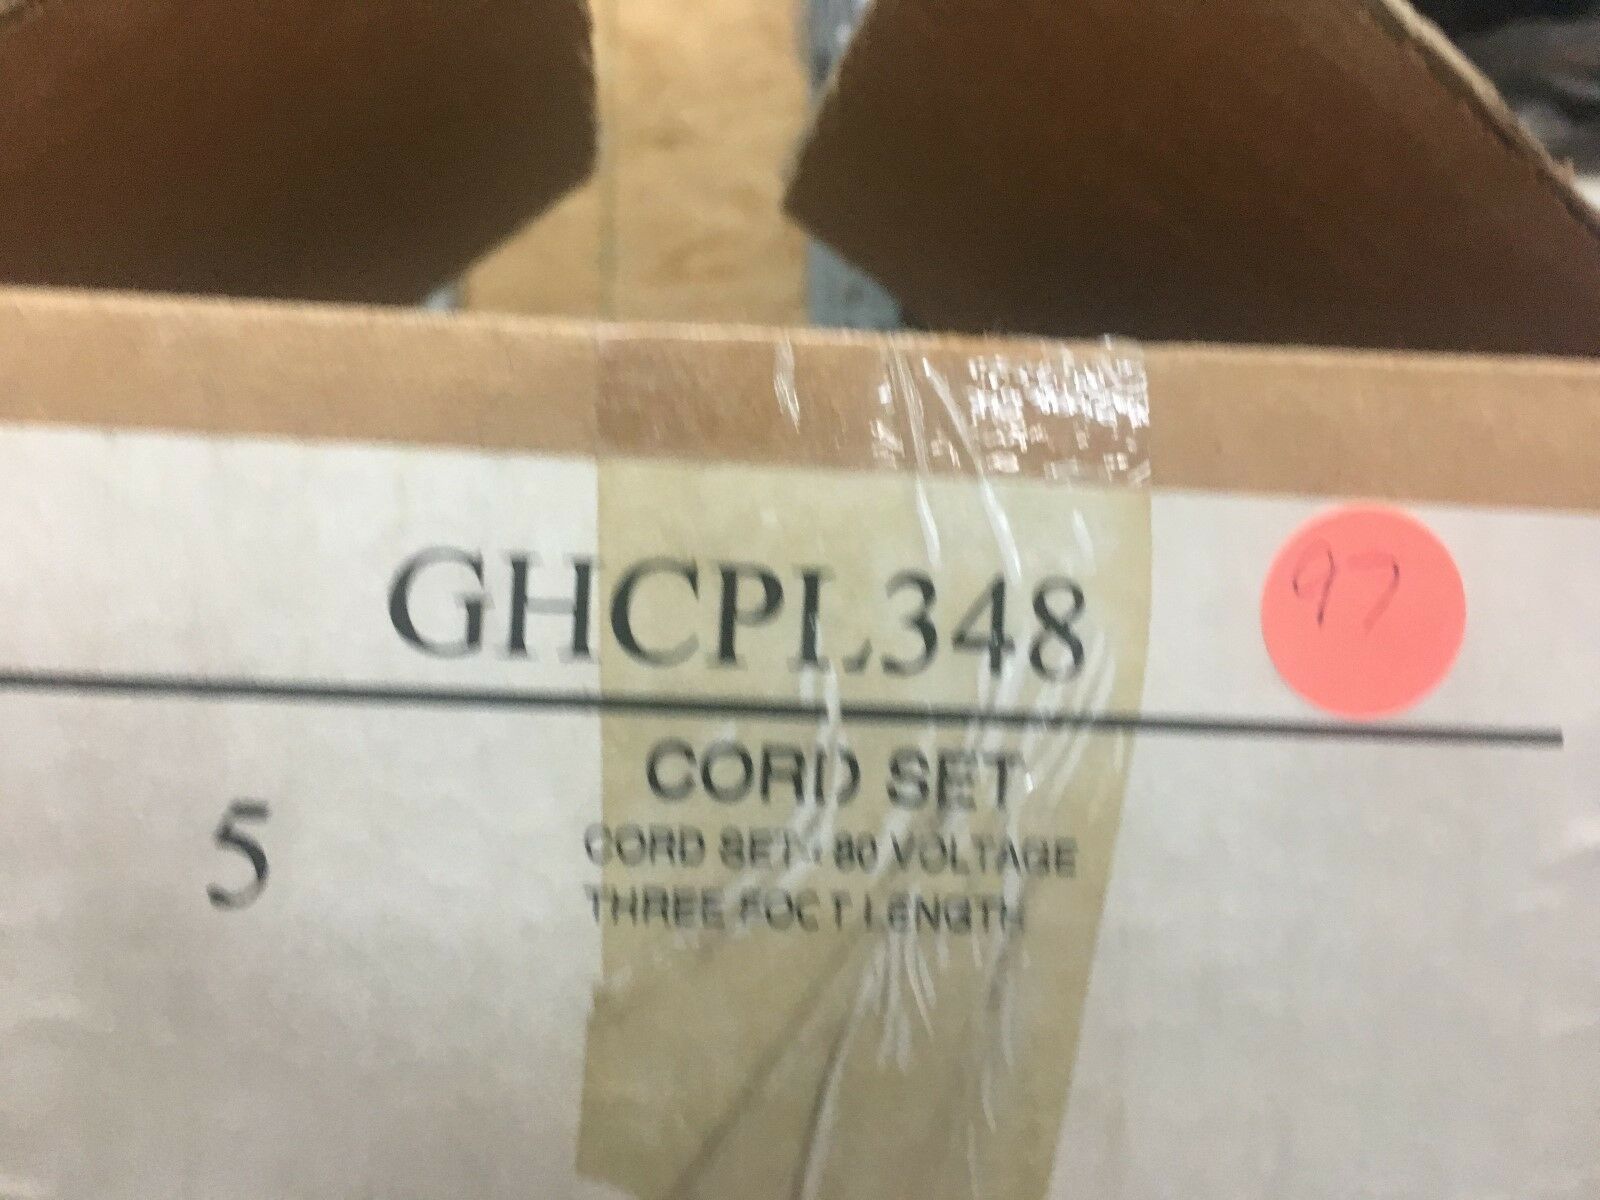 GHCPL348
97
CORD SET
5
CORD SET 80 VOLTAGE
THREE FOOT LENGTH